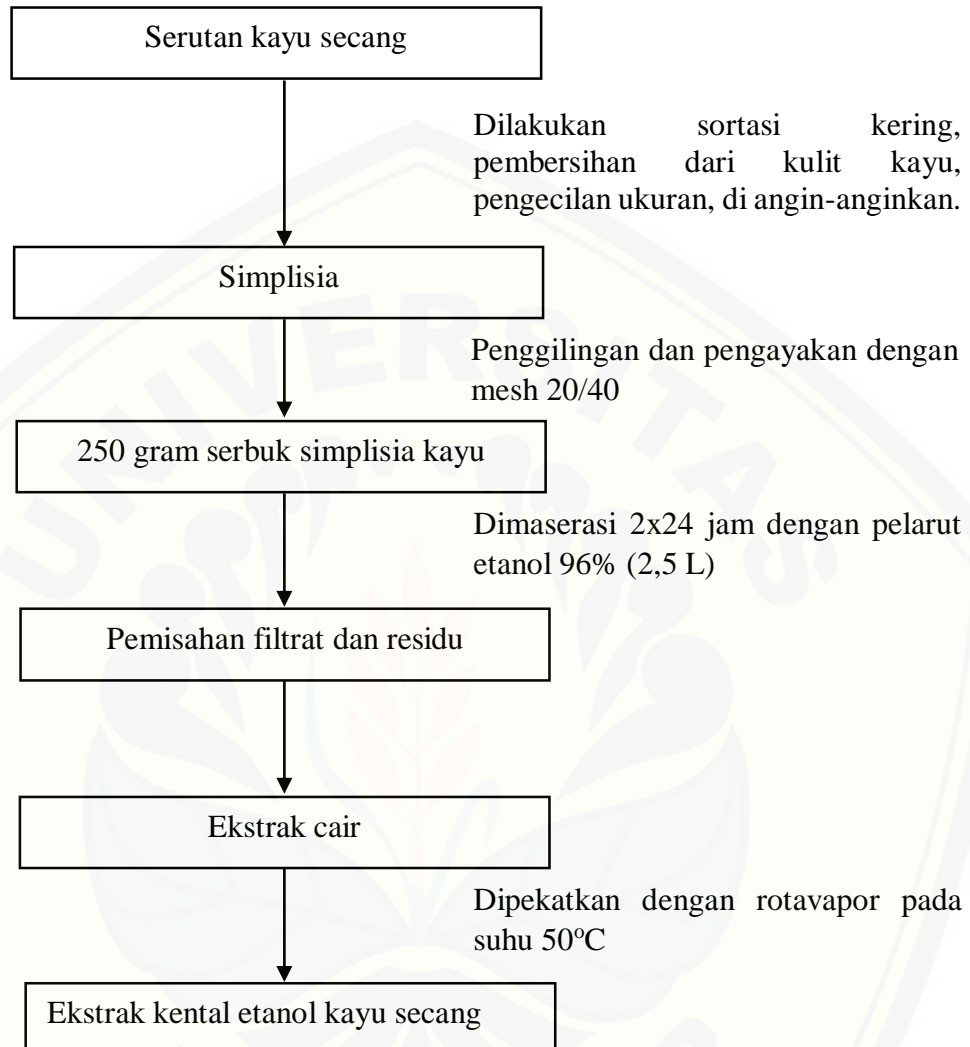 Serutan kayu secang
Dilakukan sortasi kering,
pembersihan dari kulit kayu,
pengecilan ukuran, di angin-anginkan.
Simplisia
Penggilingan dan pengayakan dengan
mesh 20/40
250 gram serbuk simplisia kayu
Dimaserasi 2x24 jam dengan pelarut
etanol 96% (2,5 L)
Pemisahan filtrat dan residu
Ekstrak cair
Dipekatkan dengan rotavapor pada
suhu 50°C
Ekstrak kental etanol kayu secang
UNIVERSITAS